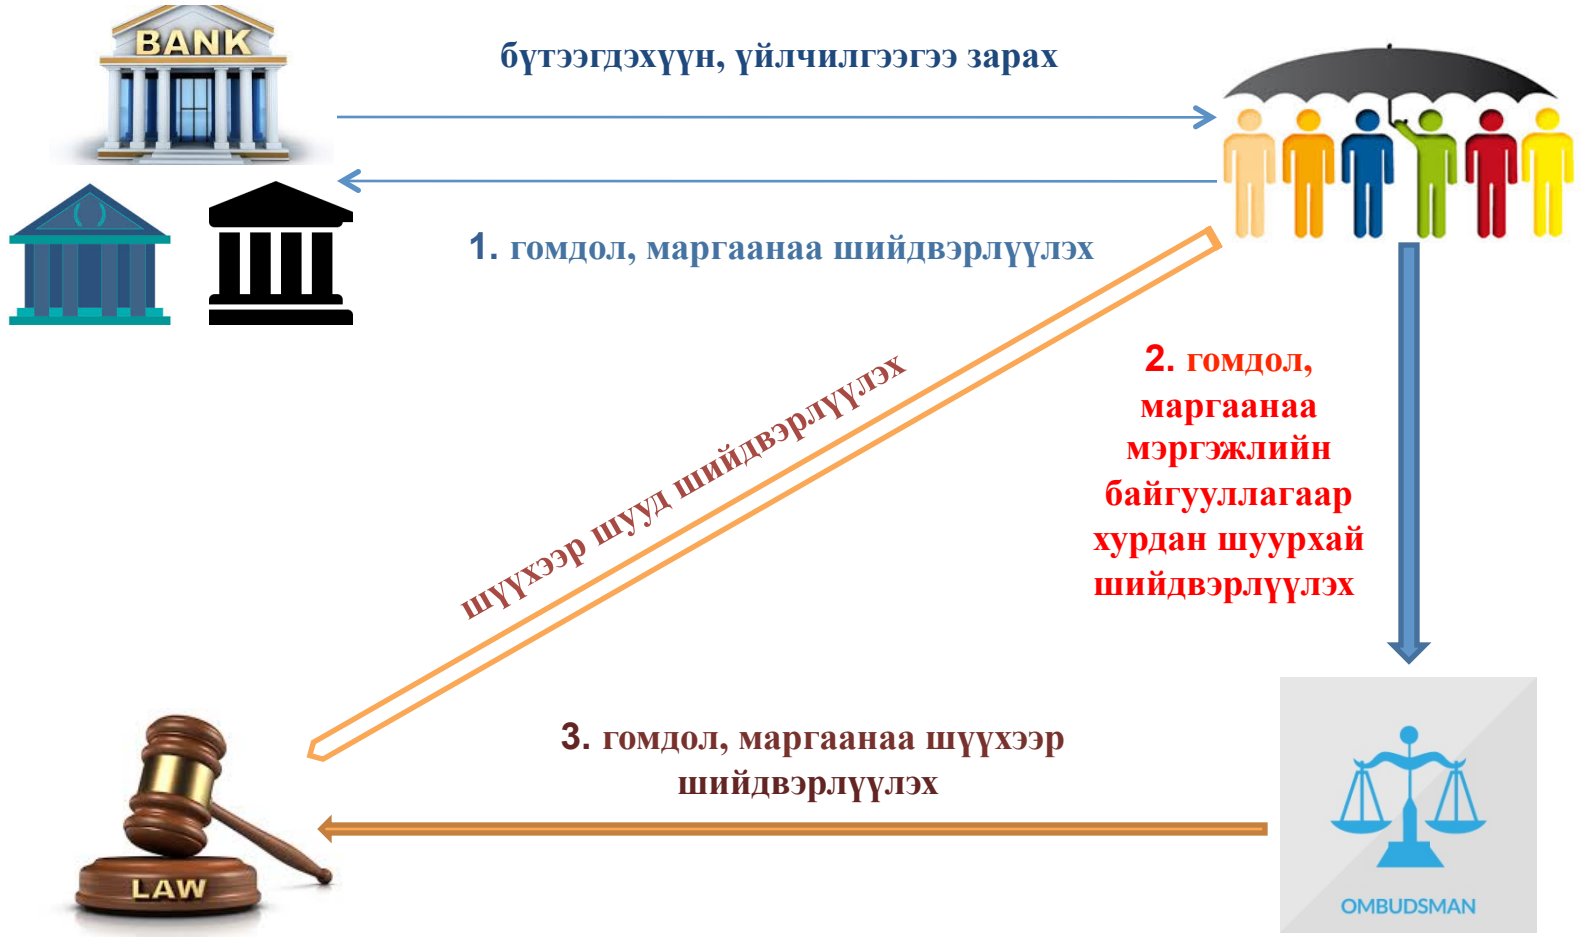 BANK
бүтээгдэхүүн, үйлчилгээгээ зарах
1. гомдол, маргаанаа шийдвэрлүүлэх
шүүхээр шууд шийдвэрлүүлэх
2. гомдол,
маргаанаа
мэргэжлийн
байгууллагаар
хурдан шуурхай
шийдвэрлүүлэх
3. гомдол, маргаанаа шүүхээр
шийдвэрлүүлэх
LAW
OMBUDSMAN